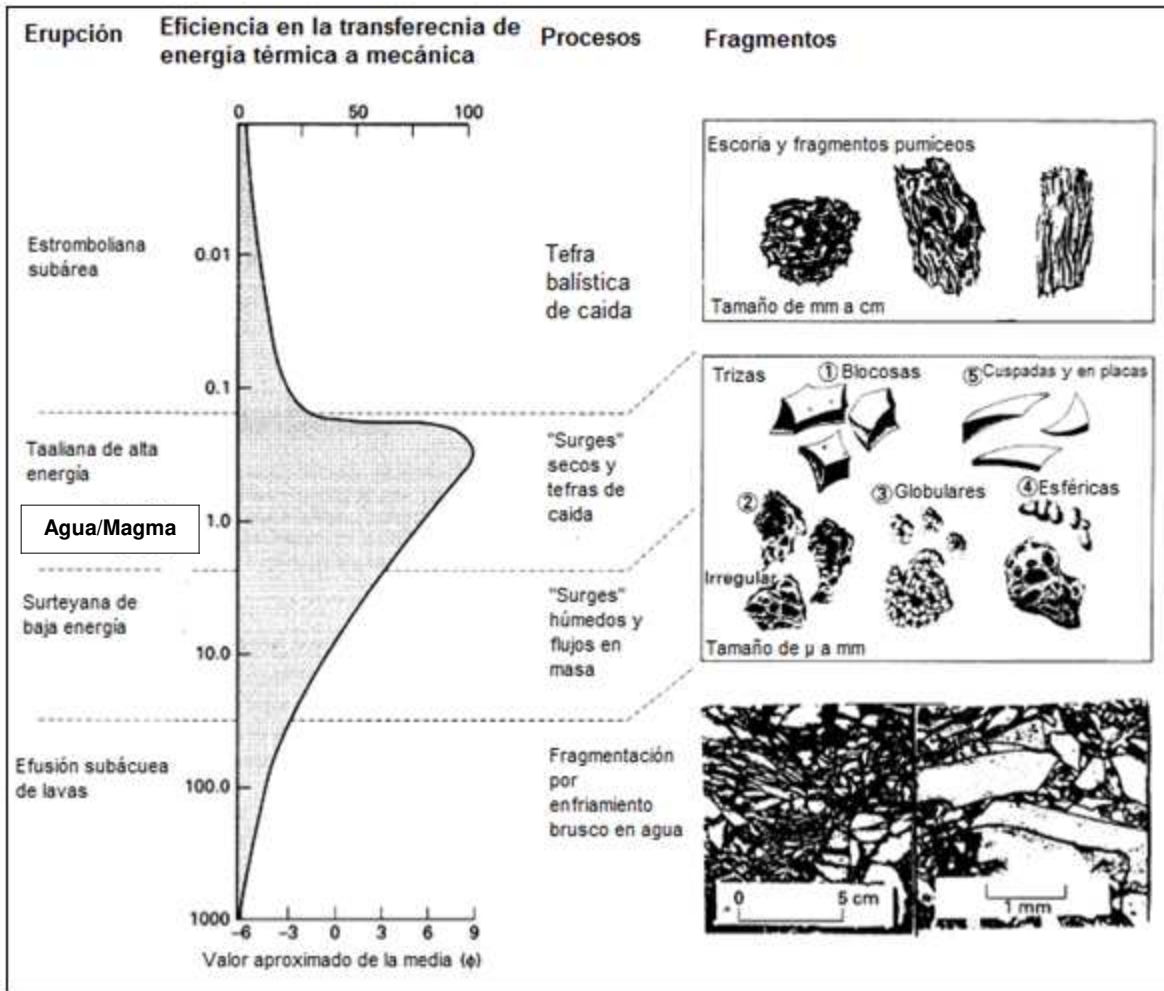 Erupción
Eficiencia en la transferecnia de
energía térmica a mecánica
Procesos
Fragmentos
0
50
100
0.01
0.1
1.0
10.0
100.0
1000
-6
-3
0
3
6
9
Valor aproximado de la media (ϕ)
Estromboliana
subárea
Taaliana de alta
energía
Agua/Magma
Surteyana de
baja energía
Efusión subácuea
de lavas
Tefra
balística
de caida
"Surges"
secos y
tefras de
caida
"Surges"
húmedos y
flujos en
masa
Fragmentación
por
enfriamiento
brusco en agua
Escoria y fragmentos pumíceos
Tamaño de mm a cm
Trizas
① Blocosas
⑤ Cuspadas y en placas
②
③ Globulares
④ Esféricas
Irregular
Tamaño de μ a mm
0
5 cm
1 mm